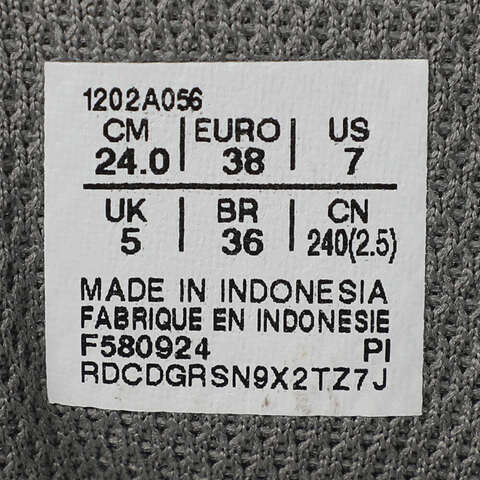 1202A056
CM | EURO | US
24.0 | 38 | 7
UK | BR | CN
5 | 36 | 240(2.5)
MADE IN INDONESIA
FABRIQUE EN INDONESIE
F580924 PI
RDCDGRSN9X2TZ7J